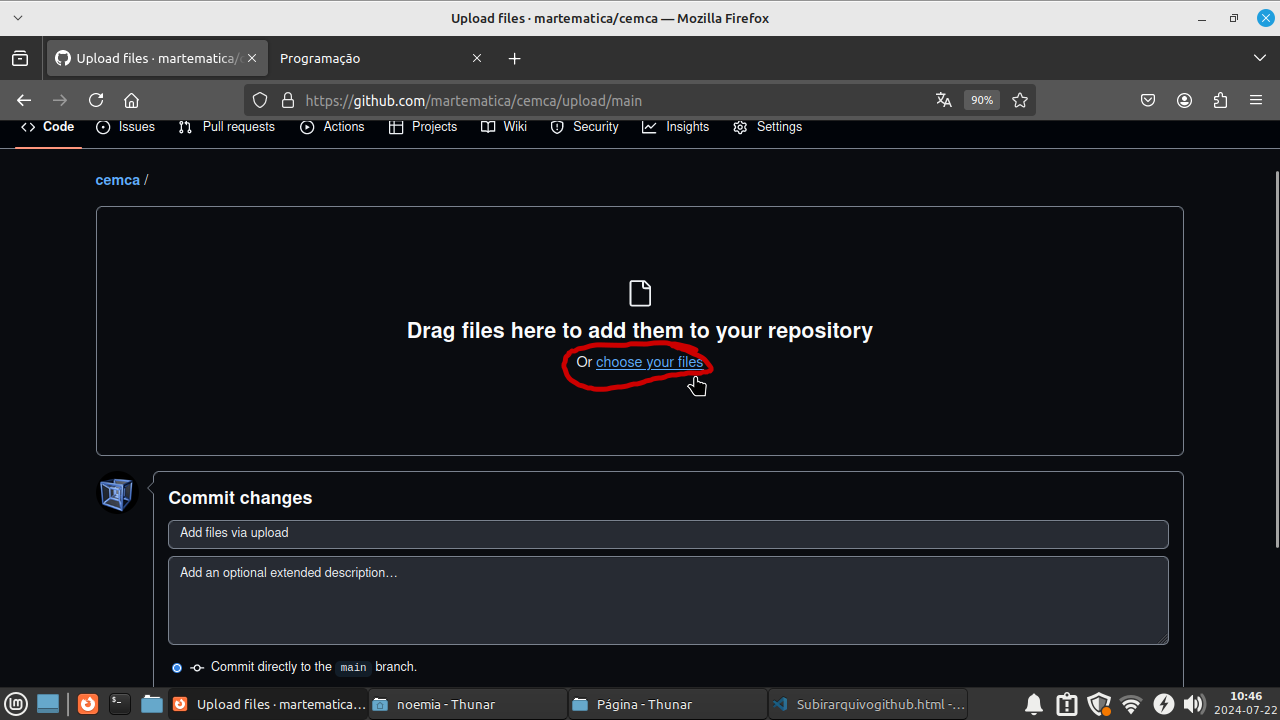 Upload files · martematica/cemca — Mozilla Firefox
Upload files · martematica/c
Programação
https://github.com/martematica/cemca/upload/main
90%
Code
Issues
Pull requests
Actions
Projects
Wiki
Security
Insights
Settings
cemca /
Drag files here to add them to your repository
Or choose your files
Commit changes
Add files via upload
Add an optional extended description...
Commit directly to the main branch.
Upload files · martematica...
noemia - Thunar
Página - Thunar
Subirarquivogithub.html -...
10:46
2024-07-22